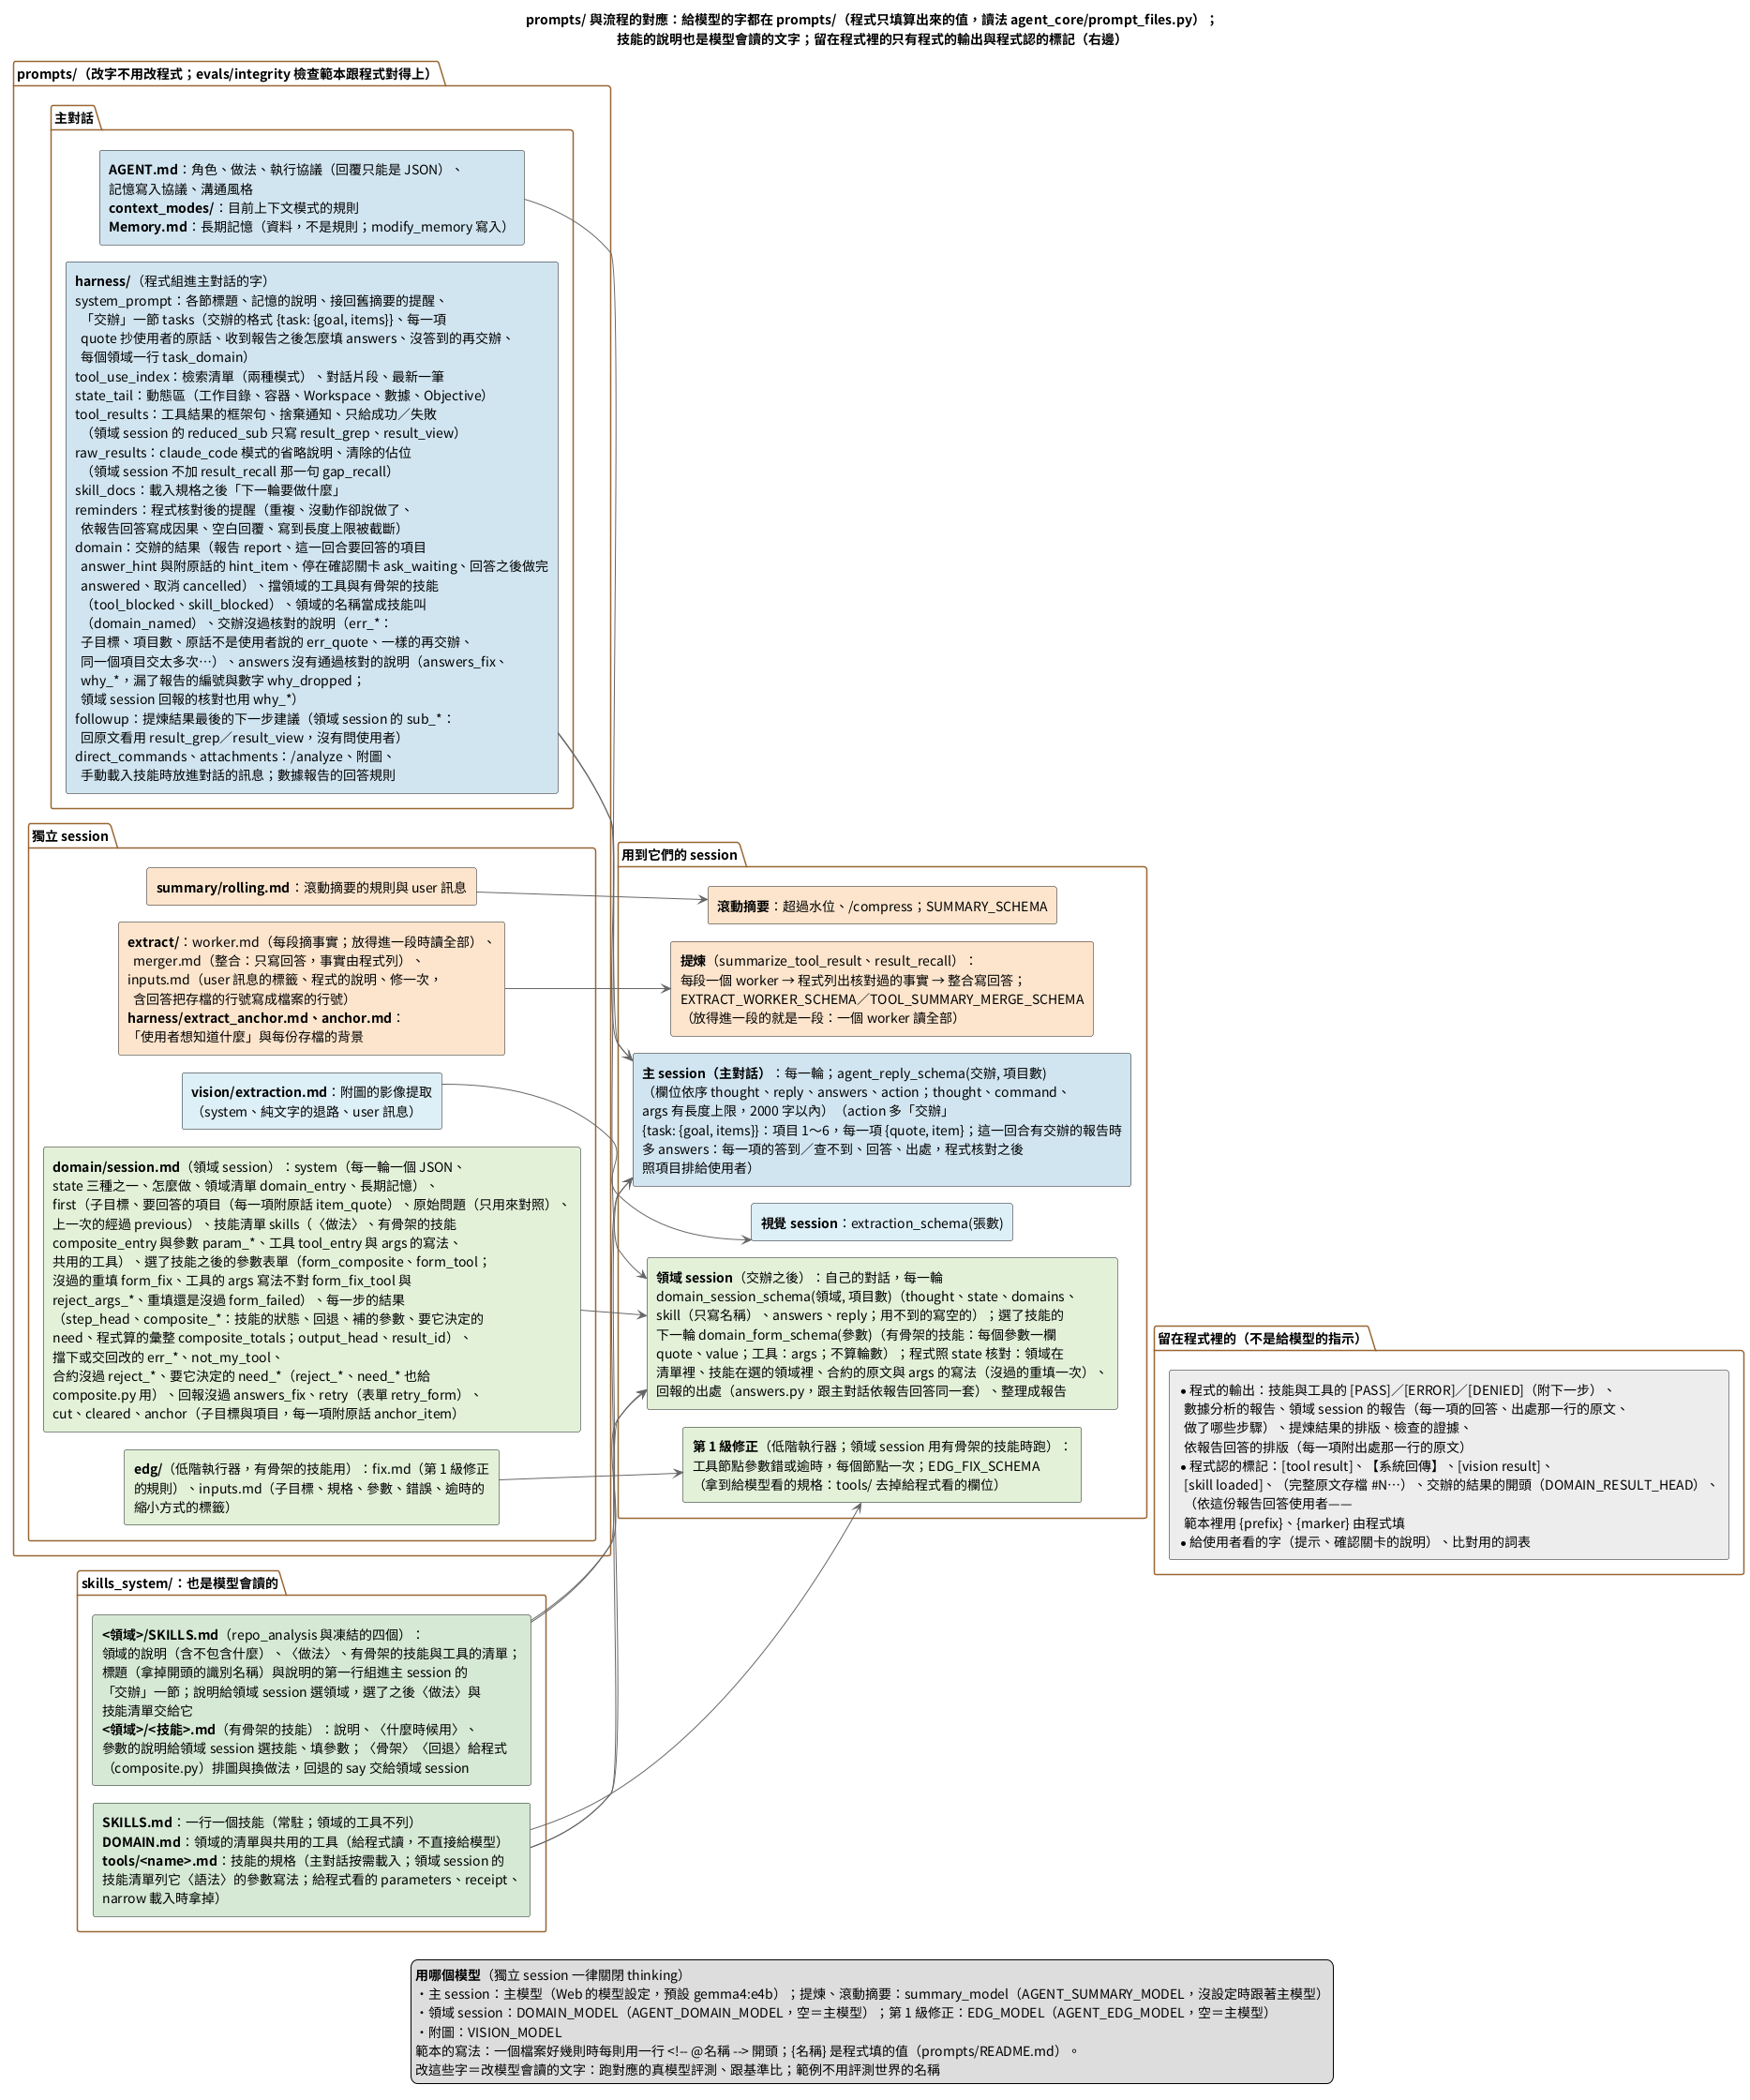 prompts/ 與流程的對應：給模型的字都在 prompts/（程式只填算出來的值，讀法 agent_core/prompt_files.py）；
技能的說明也是模型會讀的文字；留在程式裡的只有程式的輸出與程式認的標記（右邊）
prompts/（改字不用改程式；evals/integrity 檢查範本跟程式對得上）
主對話
AGENT.md：角色、做法、執行協議（回覆只能是 JSON）、
記憶寫入協議、溝通風格
context_modes/：目前上下文模式的規則
Memory.md：長期記憶（資料，不是規則；modify_memory 寫入）
harness/（程式組進主對話的字）
system_prompt：各節標題、記憶的說明、接回舊摘要的提醒、
「交辦」一節 tasks（交辦的格式 {task: {goal, items}}、每一項
quote 抄使用者的原話、收到報告之後怎麼填 answers、沒答到的再交辦、
每個領域一行 task_domain）
tool_use_index：檢索清單（兩種模式）、對話片段、最新一筆
state_tail：動態區（工作目錄、容器、Workspace、數據、Objective）
tool_results：工具結果的框架句、捨棄通知、只給成功／失敗
（領域 session 的 reduced_sub 只寫 result_grep、result_view）
raw_results：claude_code 模式的省略說明、清除的佔位
（領域 session 不加 result_recall 那一句 gap_recall）
skill_docs：載入規格之後「下一輪要做什麼」
reminders：程式核對後的提醒（重複、沒動作卻說做了、
依報告回答寫成因果、空白回覆、寫到長度上限被截斷）
domain：交辦的結果（報告 report、這一回合要回答的項目
answer_hint 與附原話的 hint_item、停在確認關卡 ask_waiting、回答之後做完
answered、取消 cancelled）、擋領域的工具與有骨架的技能
（tool_blocked、skill_blocked）、領域的名稱當成技能叫
（domain_named）、交辦沒過核對的說明（err_*：
子目標、項目數、原話不是使用者說的 err_quote、一樣的再交辦、
同一個項目交太多次…）、answers 沒有通過核對的說明（answers_fix、
why_*，漏了報告的編號與數字 why_dropped；
領域 session 回報的核對也用 why_*）
followup：提煉結果最後的下一步建議（領域 session 的 sub_*：
回原文看用 result_grep／result_view，沒有問使用者）
direct_commands、attachments：/analyze、附圖、
手動載入技能時放進對話的訊息；數據報告的回答規則
獨立 session
summary/rolling.md：滾動摘要的規則與 user 訊息
extract/：worker.md（每段摘事實；放得進一段時讀全部）、
merger.md（整合：只寫回答，事實由程式列）、
inputs.md（user 訊息的標籤、程式的說明、修一次，
含回答把存檔的行號寫成檔案的行號）
harness/extract_anchor.md、anchor.md：
「使用者想知道什麼」與每份存檔的背景
vision/extraction.md：附圖的影像提取
（system、純文字的退路、user 訊息）
domain/session.md（領域 session）：system（每一輪一個 JSON、
state 三種之一、怎麼做、領域清單 domain_entry、長期記憶）、
first（子目標、要回答的項目（每一項附原話 item_quote）、原始問題（只用來對照）、
上一次的經過 previous）、技能清單 skills（〈做法〉、有骨架的技能
composite_entry 與參數 param_*、工具 tool_entry 與 args 的寫法、
共用的工具）、選了技能之後的參數表單（form_composite、form_tool；
沒過的重填 form_fix、工具的 args 寫法不對 form_fix_tool 與
reject_args_*、重填還是沒過 form_failed）、每一步的結果
（step_head、composite_*：技能的狀態、回退、補的參數、要它決定的
need、程式算的彙整 composite_totals；output_head、result_id）、
擋下或交回改的 err_*、not_my_tool、
合約沒過 reject_*、要它決定的 need_*（reject_*、need_* 也給
composite.py 用）、回報沒過 answers_fix、retry（表單 retry_form）、
cut、cleared、anchor（子目標與項目，每一項附原話 anchor_item）
edg/（低階執行器，有骨架的技能用）：fix.md（第 1 級修正
的規則）、inputs.md（子目標、規格、參數、錯誤、逾時的
縮小方式的標籤）
用到它們的 session
滾動摘要：超過水位、/compress；SUMMARY_SCHEMA
提煉（summarize_tool_result、result_recall）：
每段一個 worker → 程式列出核對過的事實 → 整合寫回答；
EXTRACT_WORKER_SCHEMA／TOOL_SUMMARY_MERGE_SCHEMA
（放得進一段的就是一段：一個 worker 讀全部）
主 session（主對話）：每一輪；agent_reply_schema(交辦, 項目數)
（欄位依序 thought、reply、answers、action；thought、command、
args 有長度上限，2000 字以內）（action 多「交辦」
{task: {goal, items}}：項目 1～6，每一項 {quote, item}；這一回合有交辦的報告時
多 answers：每一項的答到／查不到、回答、出處，程式核對之後
照項目排給使用者）
視覺 session：extraction_schema(張數)
領域 session（交辦之後）：自己的對話，每一輪
domain_session_schema(領域, 項目數)（thought、state、domains、
skill（只寫名稱）、answers、reply；用不到的寫空的）；選了技能的
下一輪 domain_form_schema(參數)（有骨架的技能：每個參數一欄
quote、value；工具：args；不算輪數）；程式照 state 核對：領域在
清單裡、技能在選的領域裡、合約的原文與 args 的寫法（沒過的重填一次）、
回報的出處（answers.py，跟主對話依報告回答同一套）、整理成報告
第 1 級修正（低階執行器；領域 session 用有骨架的技能時跑）：
工具節點參數錯或逾時，每個節點一次；EDG_FIX_SCHEMA
（拿到給模型看的規格：tools/ 去掉給程式看的欄位）
留在程式裡的（不是給模型的指示）
• 程式的輸出：技能與工具的 [PASS]／[ERROR]／[DENIED]（附下一步）、
數據分析的報告、領域 session 的報告（每一項的回答、出處那一行的原文、
做了哪些步驟）、提煉結果的排版、檢查的證據、
依報告回答的排版（每一項附出處那一行的原文）
• 程式認的標記：[tool result]、【系統回傳】、[vision result]、
[skill loaded]、（完整原文存檔 #N…）、交辦的結果的開頭（DOMAIN_RESULT_HEAD）、
（依這份報告回答使用者——
範本裡用 {prefix}、{marker} 由程式填
• 給使用者看的字（提示、確認關卡的說明）、比對用的詞表
skills_system/：也是模型會讀的
<領域>/SKILLS.md（repo_analysis 與凍結的四個）：
領域的說明（含不包含什麼）、〈做法〉、有骨架的技能與工具的清單；
標題（拿掉開頭的識別名稱）與說明的第一行組進主 session 的
「交辦」一節；說明給領域 session 選領域，選了之後〈做法〉與
技能清單交給它
<領域>/<技能>.md（有骨架的技能）：說明、〈什麼時候用〉、
參數的說明給領域 session 選技能、填參數；〈骨架〉〈回退〉給程式
（composite.py）排圖與換做法，回退的 say 交給領域 session
SKILLS.md：一行一個技能（常駐；領域的工具不列）
DOMAIN.md：領域的清單與共用的工具（給程式讀，不直接給模型）
tools/<name>.md：技能的規格（主對話按需載入；領域 session 的
技能清單列它〈語法〉的參數寫法；給程式看的 parameters、receipt、
narrow 載入時拿掉）
用哪個模型（獨立 session 一律關閉 thinking）
・主 session：主模型（Web 的模型設定，預設 gemma4:e4b）；提煉、滾動摘要：summary_model（AGENT_SUMMARY_MODEL，沒設定時跟著主模型）
・領域 session：DOMAIN_MODEL（AGENT_DOMAIN_MODEL，空＝主模型）；第 1 級修正：EDG_MODEL（AGENT_EDG_MODEL，空＝主模型）
・附圖：VISION_MODEL
範本的寫法：一個檔案好幾則時每則用一行 <!-- @名稱 --> 開頭；{名稱} 是程式填的值（prompts/README.md）。
改這些字＝改模型會讀的文字：跑對應的真模型評測、跟基準比；範例不用評測世界的名稱